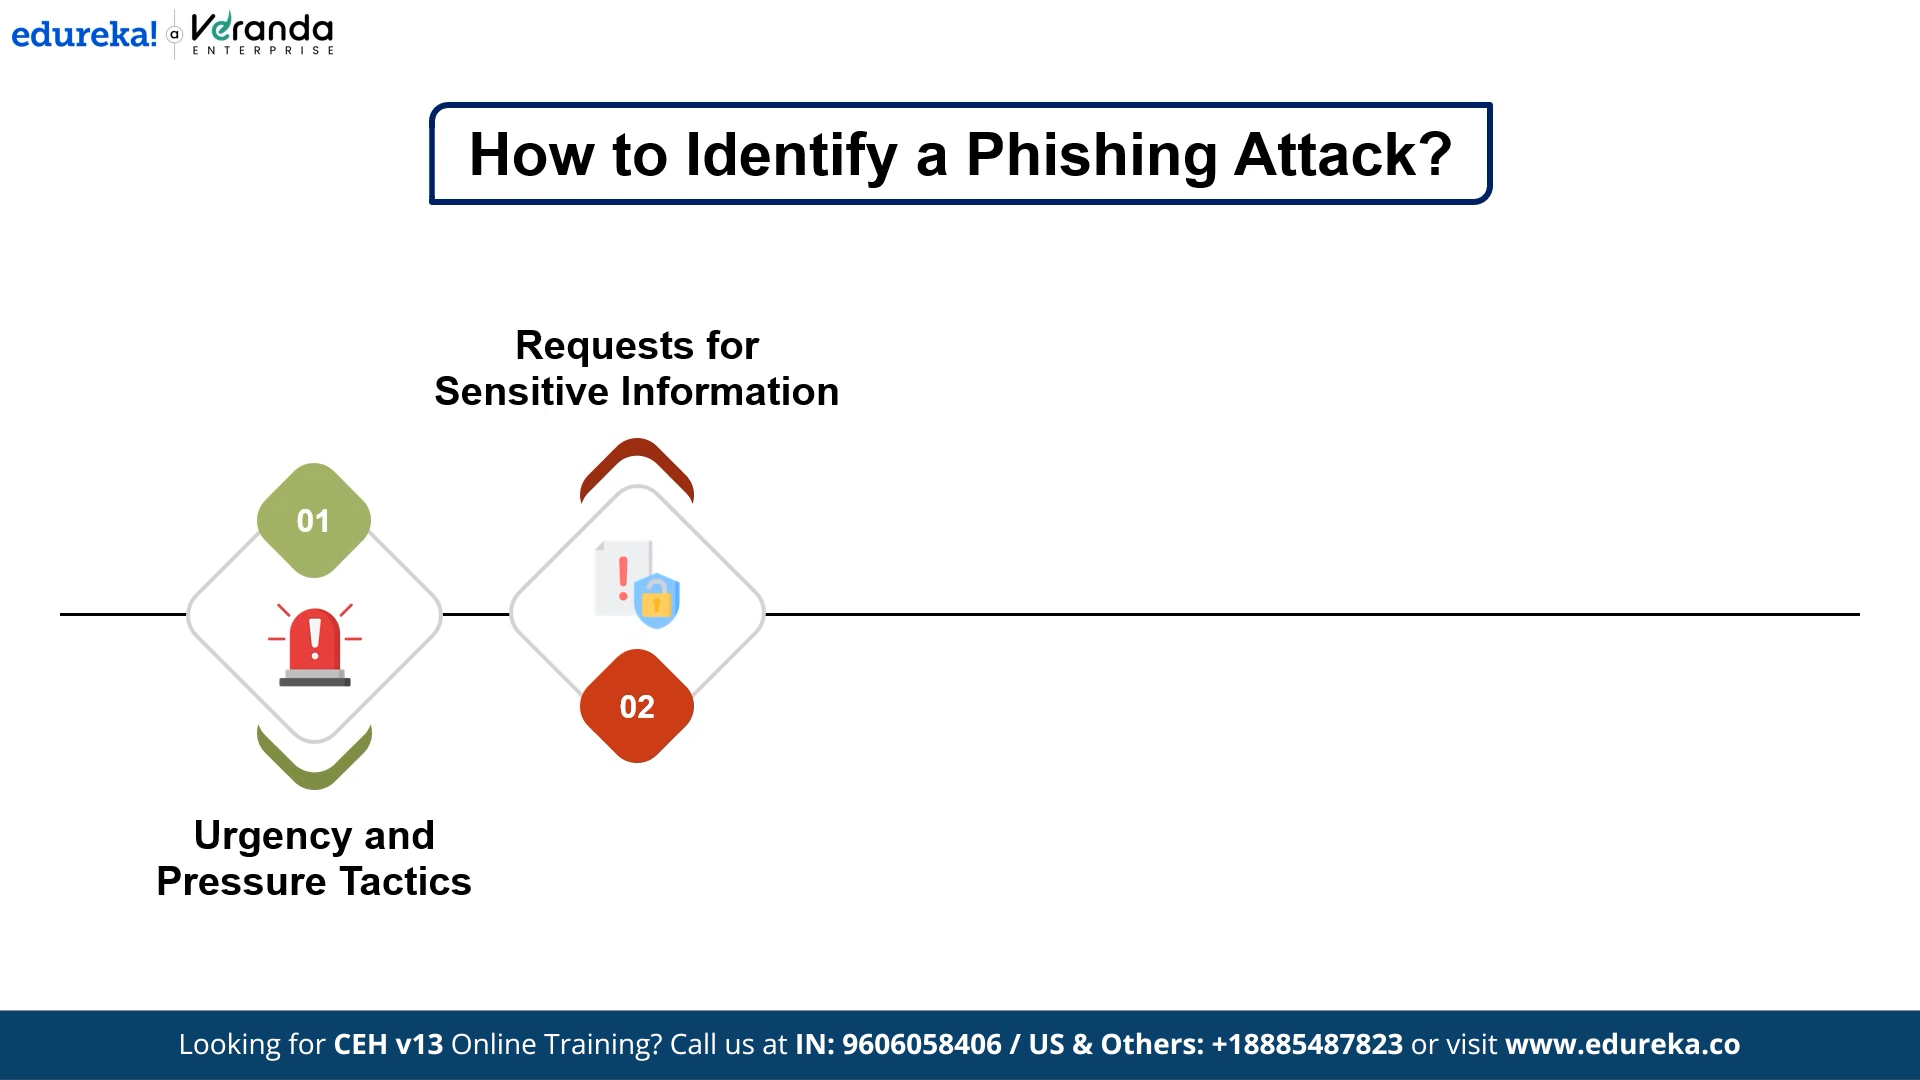 edureka! a Veranda
ENTERPRISE
How to Identify a Phishing Attack?
Requests for
Sensitive Information
01
02
Urgency and
Pressure Tactics
Looking for CEH v13 Online Training? Call us at IN: 9606058406 / US & Others: +18885487823 or visit www.edureka.co